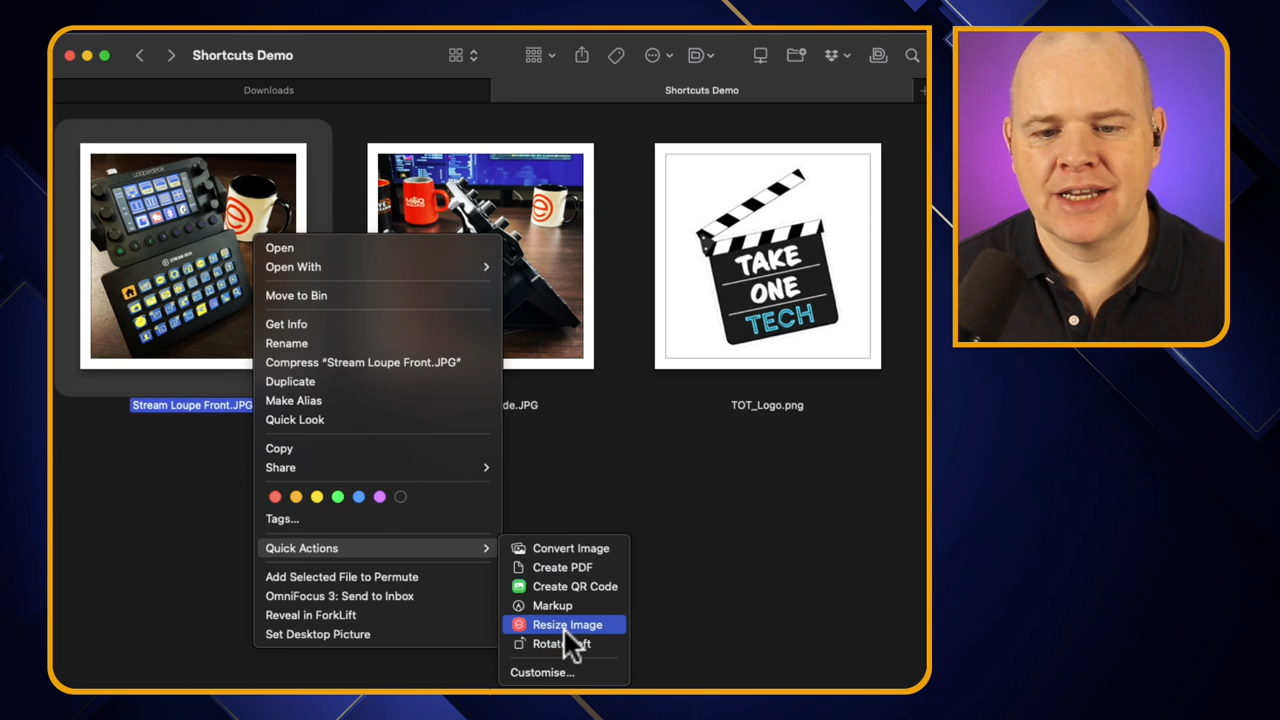 Shortcuts Demo
Downloads
Shortcuts Demo
loupedeck
STREAM DECK
TAKE
ONE
TECH
Stream Loupe Front.JPG
de.JPG
TOT_Logo.png
Open
Open With
Move to Bin
Get Info
Rename
Compress “Stream Loupe Front.JPG”
Duplicate
Make Alias
Quick Look
Copy
Share
Tags...
Quick Actions
Add Selected File to Permute
OmniFocus 3: Send to Inbox
Reveal in ForkLift
Set Desktop Picture
Convert Image
Create PDF
Create QR Code
Markup
Resize Image
Customise...